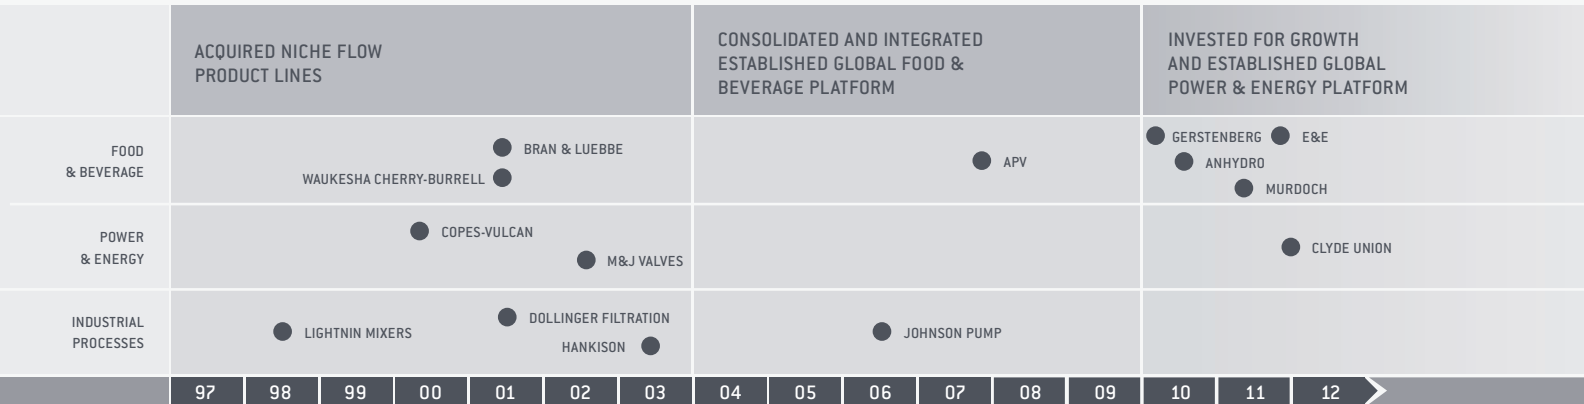 ACQUIRED NICHE FLOW
PRODUCT LINES
CONSOLIDATED AND INTEGRATED
ESTABLISHED GLOBAL FOOD &
BEVERAGE PLATFORM
INVESTED FOR GROWTH
AND ESTABLISHED GLOBAL
POWER & ENERGY PLATFORM
FOOD
& BEVERAGE
BRAN & LUEBBE
WAUKESHA CHERRY-BURRELL
APV
GERSTENBERG
E&E
ANHYDRO
MURDOCH
POWER
& ENERGY
COPES-VULCAN
M&J VALVES
CLYDE UNION
INDUSTRIAL
PROCESSES
LIGHTNIN MIXERS
DOLLINGER FILTRATION
HANKISON
JOHNSON PUMP
97 98 99 00 01 02 03 04 05 06 07 08 09 10 11 12